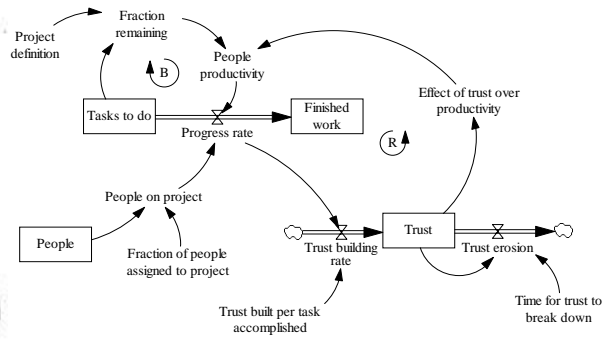 Fraction
remaining
Project
definition
People
productivity
B
Effect of trust over
productivity
Tasks to do
Finished
work
Progress rate
R
People on project
People
Fraction of people
assigned to project
Trust
Trust building
rate
Trust erosion
Trust built per task
accomplished
Time for trust to
break down